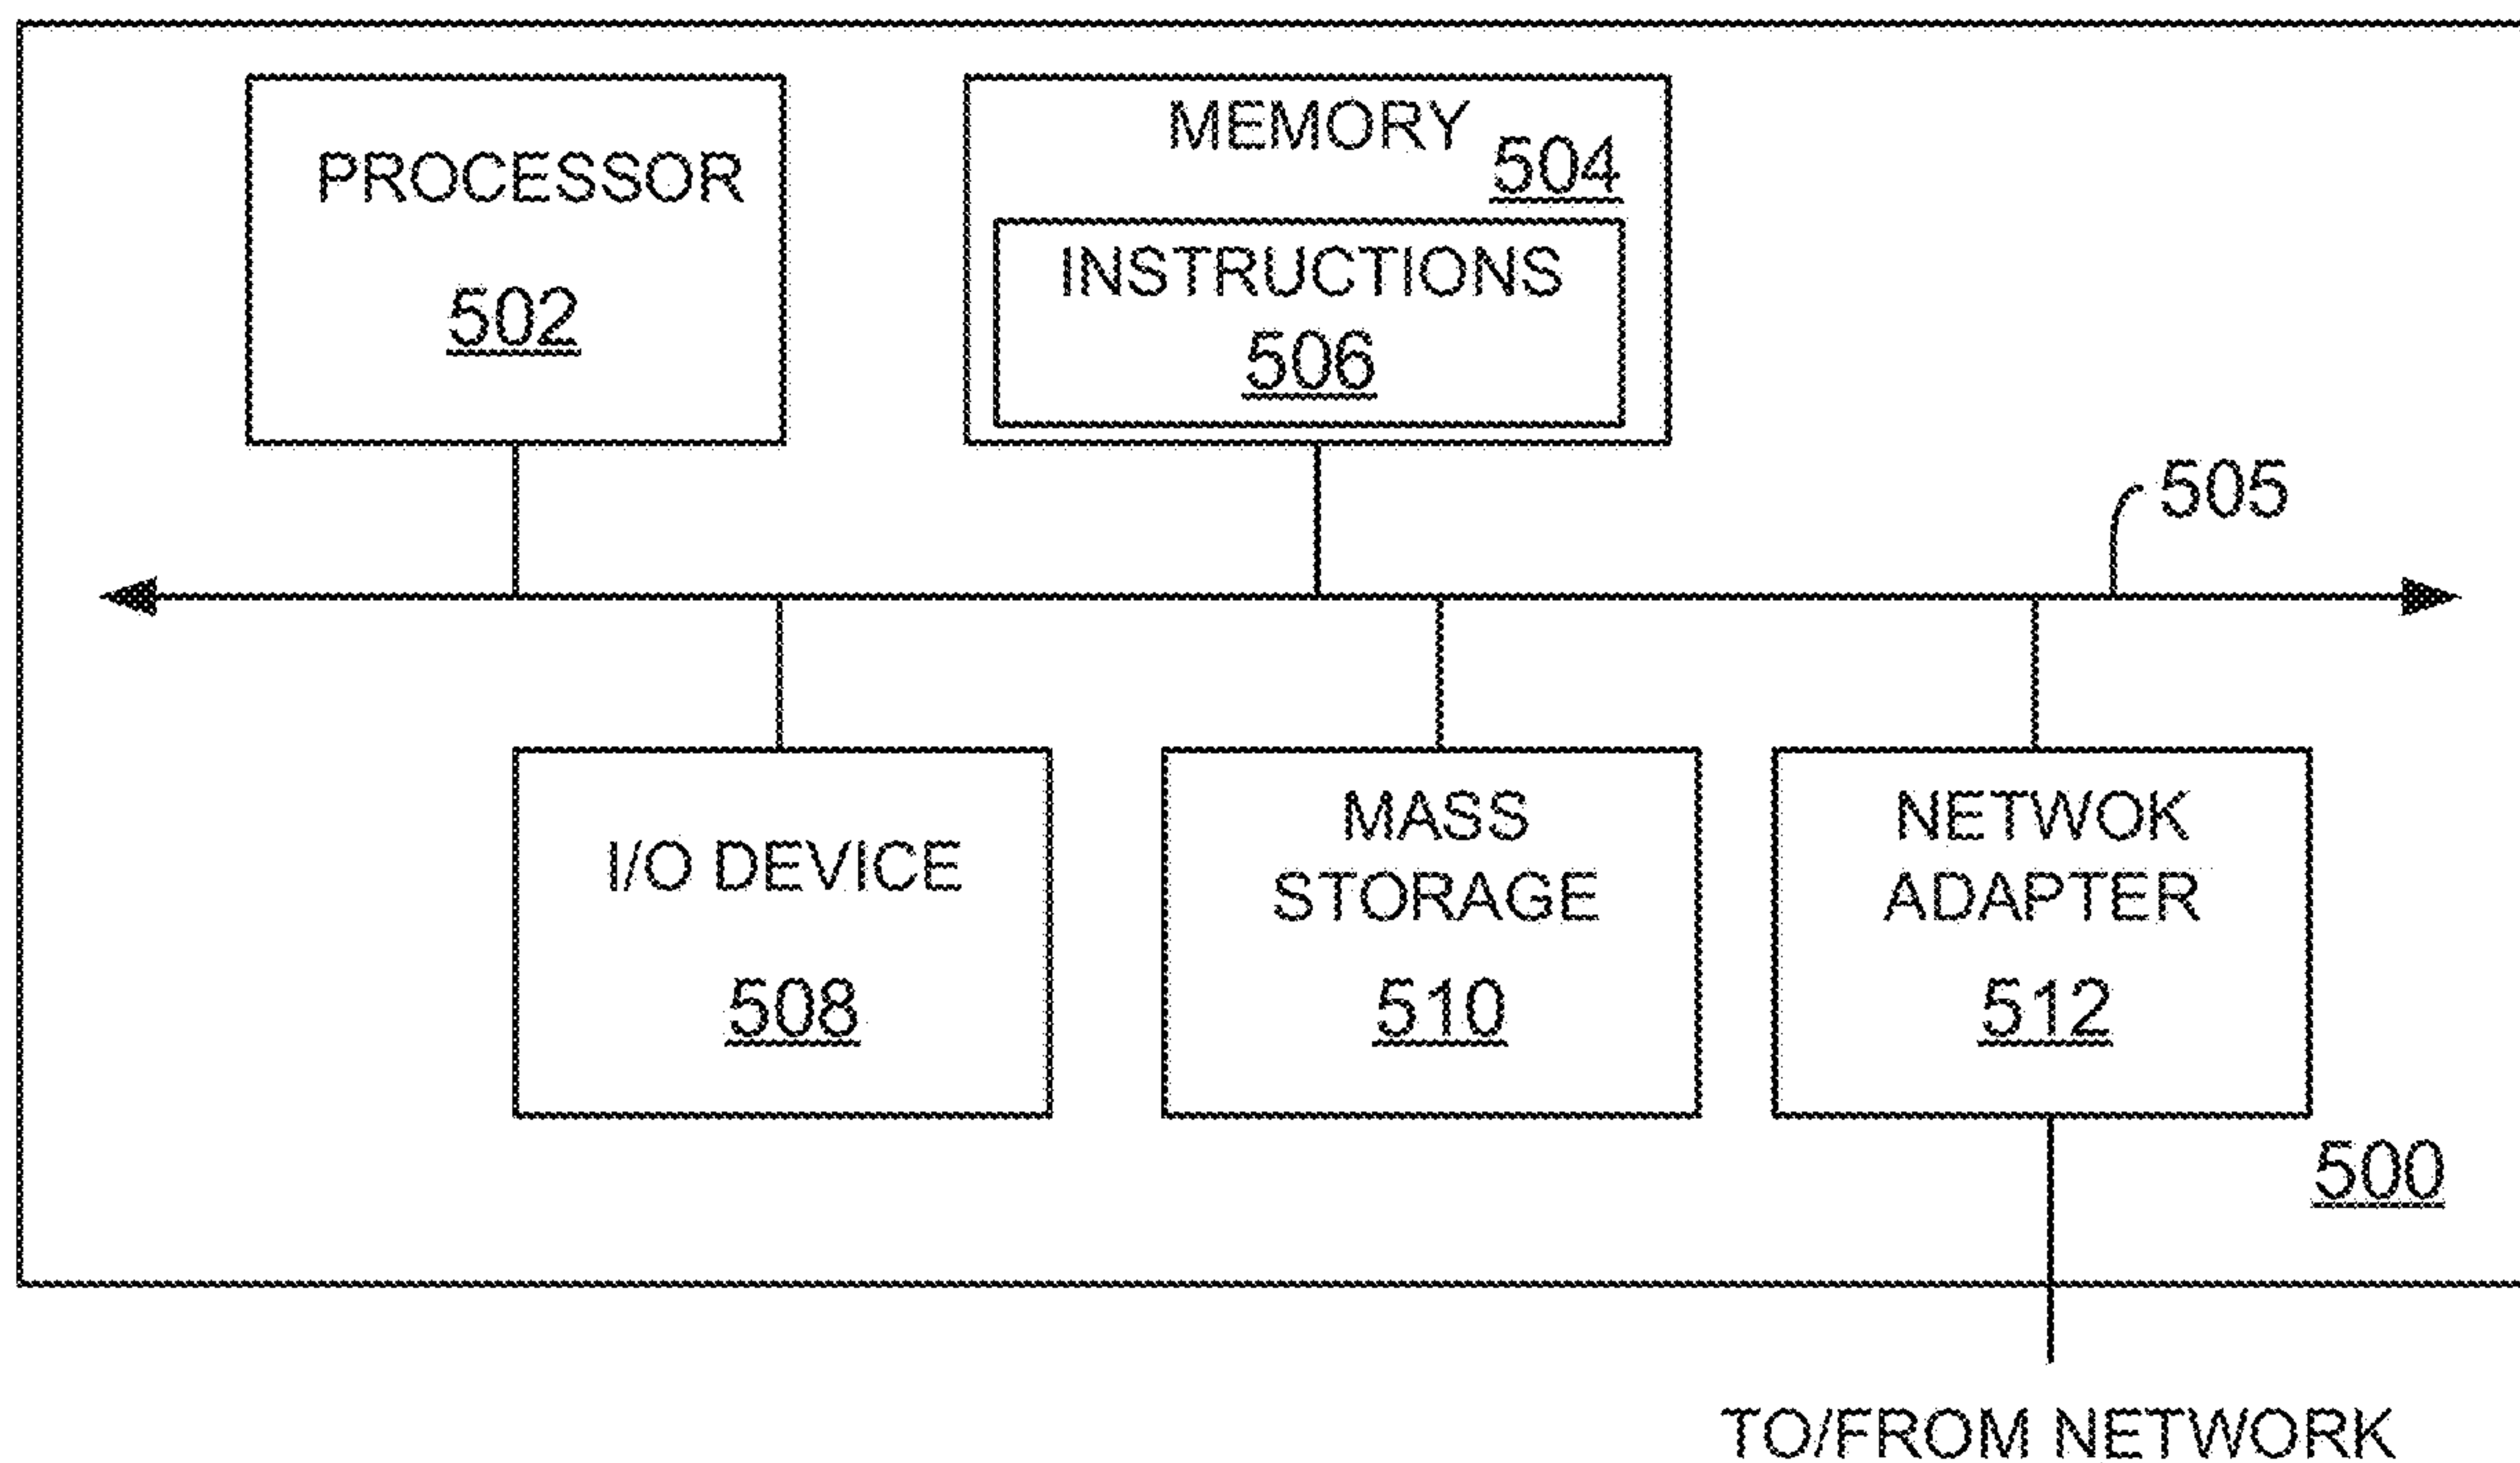 PROCESSOR
502
MEMORY
504
INSTRUCTIONS
506
505
I/O DEVICE
508
MASS
STORAGE
510
NETWOK
ADAPTER
512
500
TO/FROM NETWORK